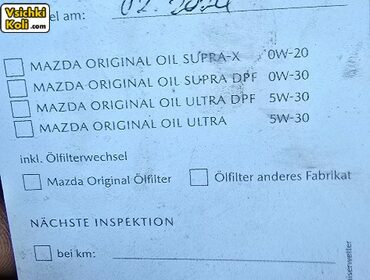 Vsichki
Koli.com
el am:
MAZDA ORIGINAL OIL SUPRA-X 0W-20
MAZDA ORIGINAL OIL SUPRA DPF 0W-30
MAZDA ORIGINAL OIL ULTRA DPF 5W-30
MAZDA ORIGINAL OIL ULTRA 5W-30
inkl. Ölfilterwechsel
Mazda Original Ölfilter Ölfilter anderes Fabrikat
NÄCHSTE INSPEKTION
bei km: